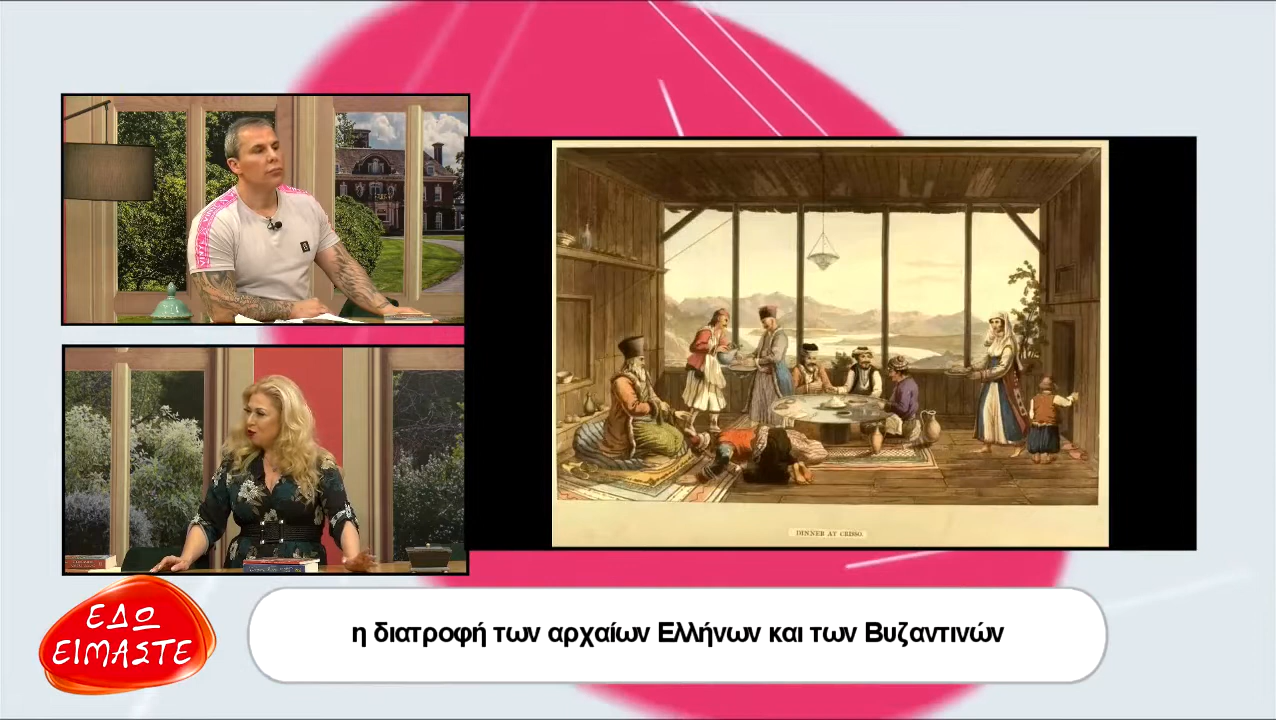 DINNER AT CRISSO.
ΕΔΩ
ΕΙΜΑΣΤΕ
η διατροφή των αρχαίων Ελλήνων και των Βυζαντινών